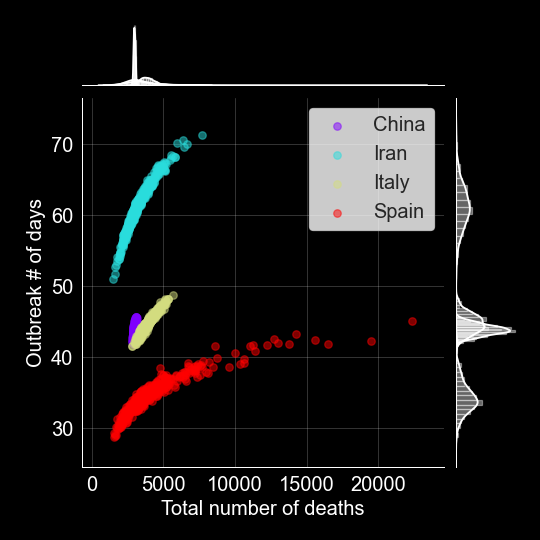 China
Iran
Italy
Spain
70
60
50
40
30
Outbreak # of days
0 5000 10000 15000 20000
Total number of deaths